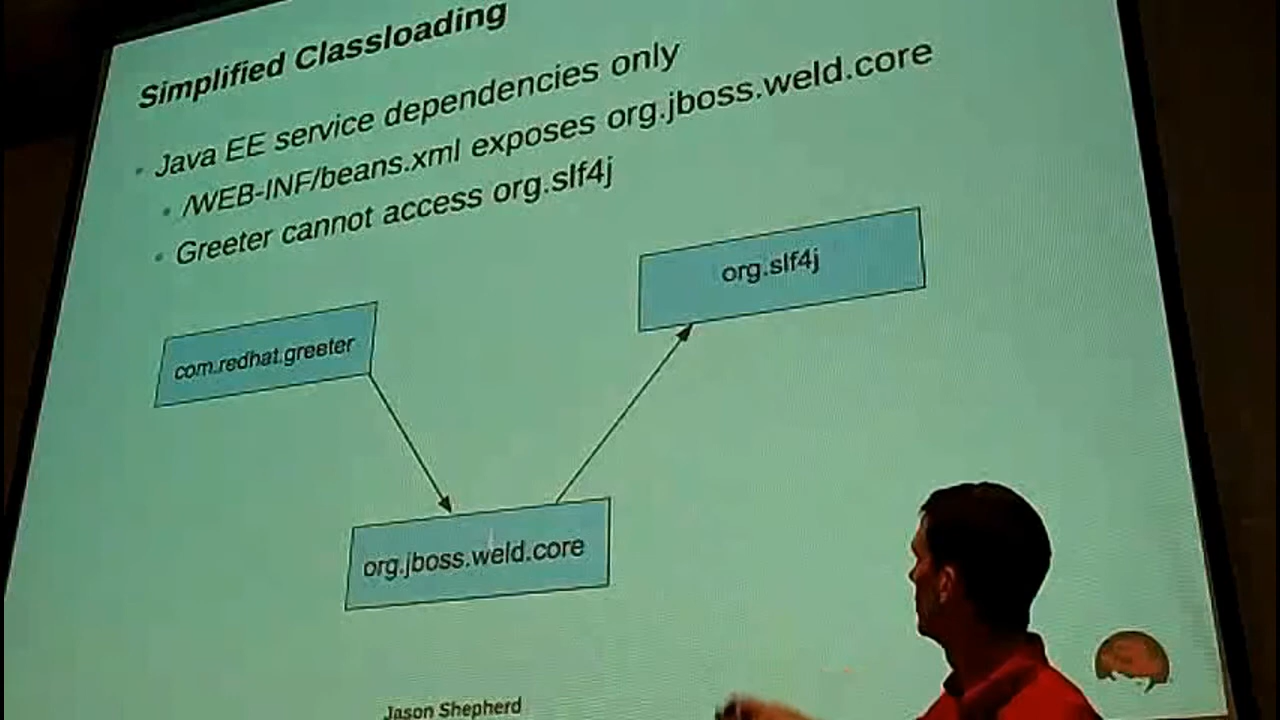 Simplified Classloading
Java EE service dependencies only
/WEB-INF/beans.xml exposes org.jboss.weld.core
Greeter cannot access org.slf4j
org.slf4j
com.redhat.greeter
org.jboss.weld.core
Jason Shepherd